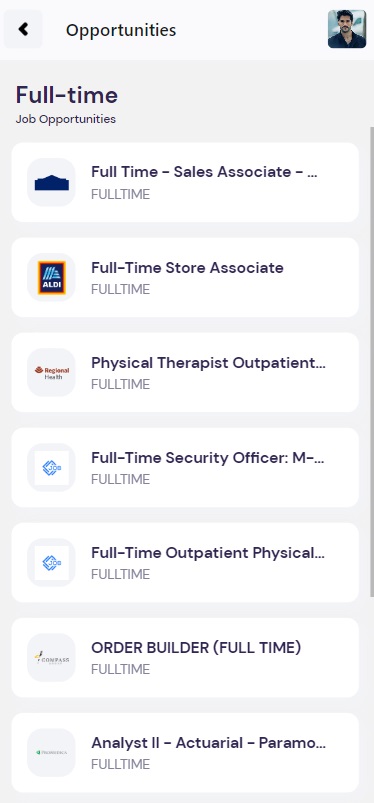 Opportunities
Full-time
Job Opportunities
Full Time - Sales Associate - ...
FULLTIME
ALDI
Full-Time Store Associate
FULLTIME
Regional
Health
Physical Therapist Outpatient...
FULLTIME
JOB
Full-Time Security Officer: M-...
FULLTIME
JOB
Full-Time Outpatient Physical...
FULLTIME
COMPASS
ORDER BUILDER (FULL TIME)
FULLTIME
Analyst II - Actuarial - Paramo...
FULLTIME